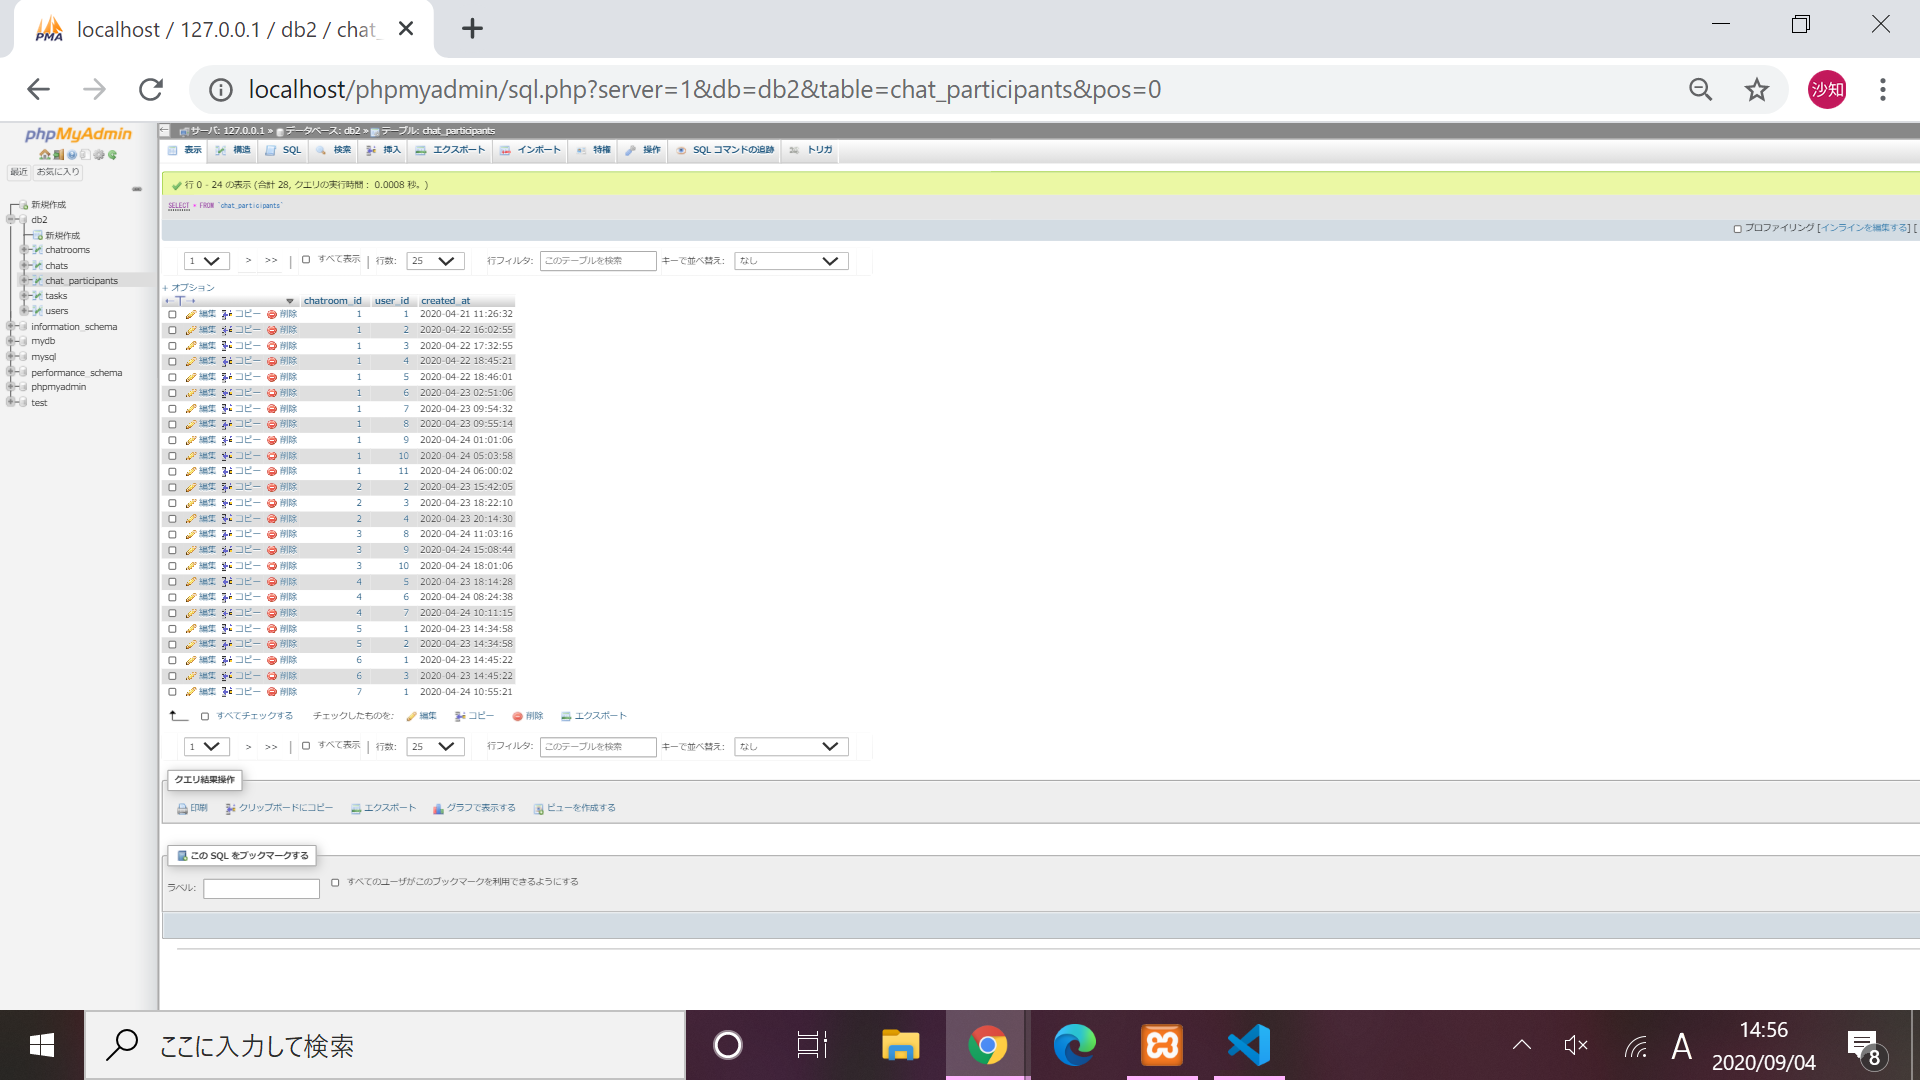 localhost / 127.0.0.1 / db2 / chat_
localhost/phpmyadmin/sql.php?server=1&db=db2&table=chat_participants&pos=0
沙知
phpMyAdmin
最近 お気に入り
新規作成
db2
新規作成
chatrooms
chats
chat_participants
tasks
users
information_schema
mydb
mysql
performance_schema
phpmyadmin
test
サーバ: 127.0.0.1 » データベース: db2 » テーブル: chat_participants
表示 構造 SQL 検索 挿入 エクスポート インポート 特権 操作 SQL コマンドの追跡 トリガ
行 0 - 24 の表示 (合計 28, クエリの実行時間： 0.0008 秒。)
SELECT * FROM `chat_participants`
プロファイリング [インラインを編集する] [
1 > >> | すべて表示 | 行数: 25 行フィルタ: このテーブルを検索 キーで並べ替え: なし
+ オプション
←T→ ▼ chatroom_id user_id created_at
編集 コピー 削除 1 1 2020-04-21 11:26:32
編集 コピー 削除 1 2 2020-04-22 16:02:55
編集 コピー 削除 1 3 2020-04-22 17:32:55
編集 コピー 削除 1 4 2020-04-22 18:45:21
編集 コピー 削除 1 5 2020-04-22 18:46:01
編集 コピー 削除 1 6 2020-04-23 02:51:06
編集 コピー 削除 1 7 2020-04-23 09:54:32
編集 コピー 削除 1 8 2020-04-23 09:55:14
編集 コピー 削除 1 9 2020-04-24 01:01:06
編集 コピー 削除 1 10 2020-04-24 05:03:58
編集 コピー 削除 1 11 2020-04-24 06:00:02
編集 コピー 削除 2 2 2020-04-23 15:42:05
編集 コピー 削除 2 3 2020-04-23 18:22:10
編集 コピー 削除 2 4 2020-04-23 20:14:30
編集 コピー 削除 3 8 2020-04-24 11:03:16
編集 コピー 削除 3 9 2020-04-24 15:08:44
編集 コピー 削除 3 10 2020-04-24 18:01:06
編集 コピー 削除 4 5 2020-04-23 18:14:28
編集 コピー 削除 4 6 2020-04-24 08:24:38
編集 コピー 削除 4 7 2020-04-24 10:11:15
編集 コピー 削除 5 1 2020-04-23 14:34:58
編集 コピー 削除 5 2 2020-04-23 14:34:58
編集 コピー 削除 6 1 2020-04-23 14:45:22
編集 コピー 削除 6 3 2020-04-23 14:45:22
編集 コピー 削除 7 1 2020-04-24 10:55:21
すべてチェックする チェックしたものを: 編集 コピー 削除 エクスポート
1 > >> | すべて表示 | 行数: 25 行フィルタ: このテーブルを検索 キーで並べ替え: なし
クエリ結果操作
印刷 クリップボードにコピー エクスポート グラフで表示する ビューを作成する
この SQL をブックマークする
ラベル: すべてのユーザがこのブックマークを利用できるようにする
ここに入力して検索
A
14:56
2020/09/04
8